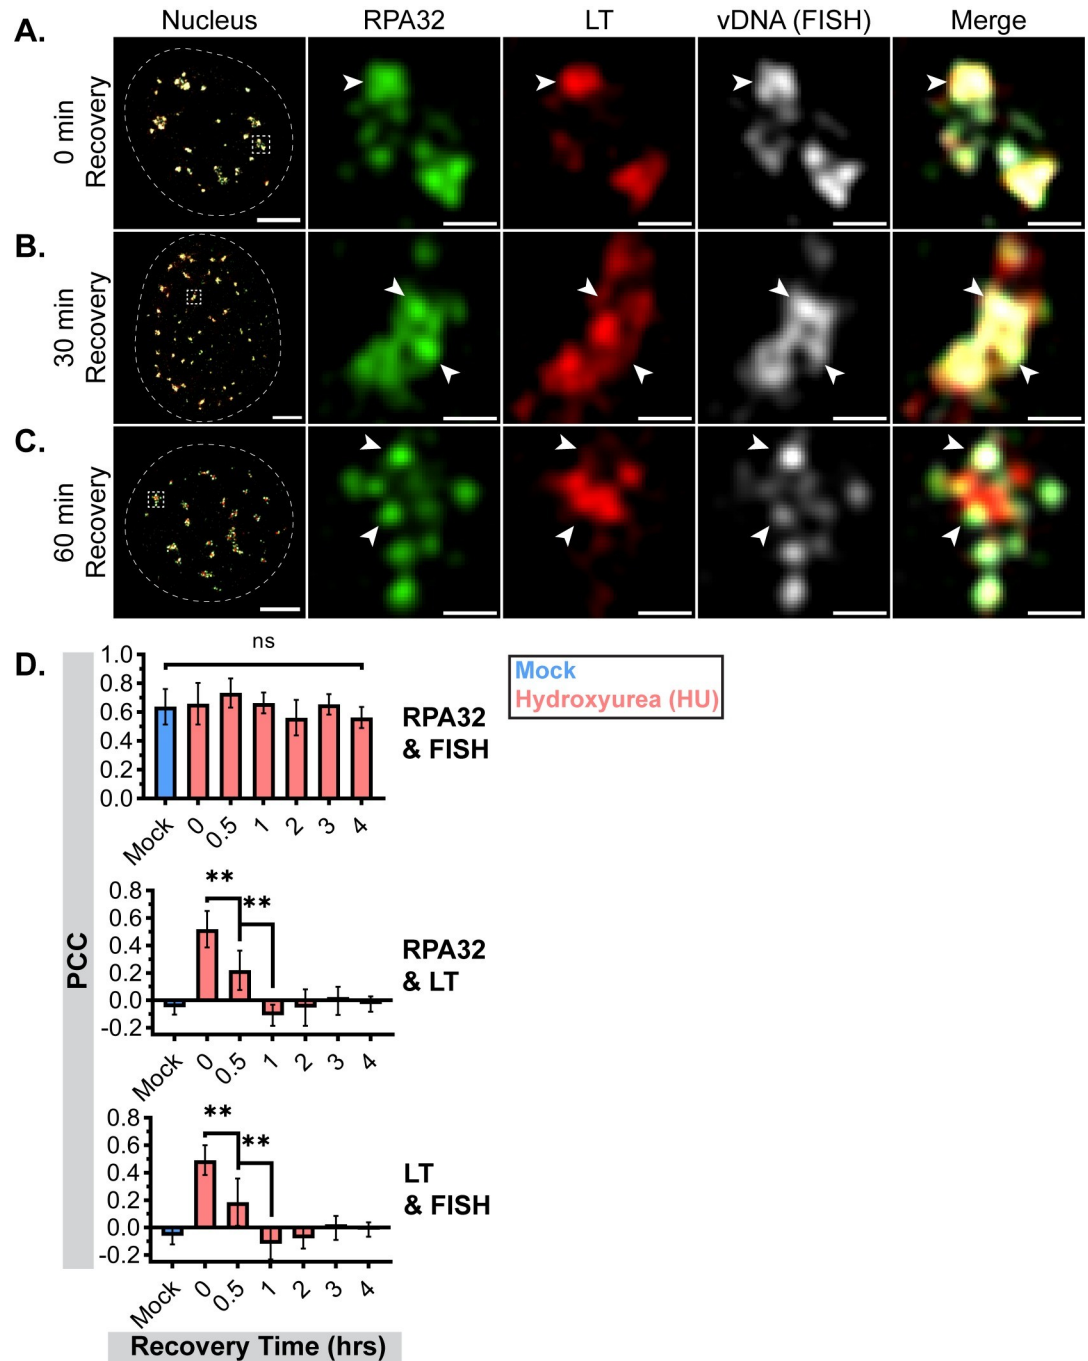 A.
Nucleus RPA32 LT vDNA (FISH) Merge
0 min
Recovery
B.
30 min
Recovery
C.
60 min
Recovery
D.
ns
1.0
0.8
0.6
0.4
0.2
0.0
Mock 0 0.5 1 2 3 4
RPA32
& FISH
Mock
Hydroxyurea (HU)
PCC
** **
0.8
0.6
0.4
0.2
0.0
-0.2
Mock 0 0.5 1 2 3 4
RPA32
& LT
** **
0.8
0.6
0.4
0.2
0.0
-0.2
Mock 0 0.5 1 2 3 4
LT
& FISH
Recovery Time (hrs)